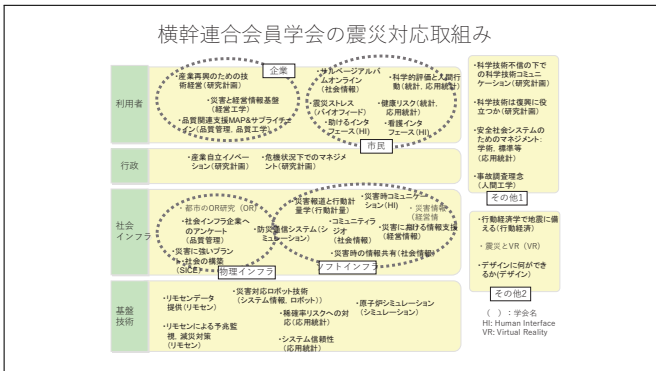 横幹連合会員学会の震災対応取組み
利用者
企業
・産業再興のための技
術経営(研究計画)
・災害と経営情報基盤
(経営工学)
・品質関連支援MAP&サプライチェ
イン(品質管理, 品質工学)
・サルベージアルバ
ムオンライン
(社会情報)
・震災ストレス
(バイオフィード)
・助けるインタ
フェース(HI)
・科学的評価と人間行
動(統計, 応用統計)
・健康リスク(統計,
応用統計)
・看護インタ
フェース(HI)
市民
行政
・産業自立イノベー
ション(研究計画)
・危機状況下でのマネジメ
ント(研究計画)
社会
インフラ
・都市のOR研究(OR)
・社会インフラ企業へ
のアンケート
(品質管理)
・災害に強いプラン
ト・社会の構築
(SICE)
物理インフラ
・防災通信システム(シ
ミュレーション)
・災害報道と行動計
量学(行動計量)
・災害時コミュニケー
ション(HI)
・コミュニティラ
ジオ
(社会情報)
・災害情報
(経営情
・災害における情報支援
(経営情報)
・災害時の情報共有(社会情報)
ソフトインフラ
基盤
技術
・リモセンデータ
提供(リモセン)
・リモセンによる予兆監
視, 減災対策
(リモセン)
・災害対応ロボット技術
(システム情報, ロボット))
・稀確率リスクへの対
応(応用統計)
・システム信頼性
(応用統計)
・原子炉シミュレーション
(シミュレーション)
・科学技術不信の下で
の科学技術コミュニ
ケーション(研究計画)
・科学技術は復興に役
立つか(研究計画)
・安全社会システムの
ためのマネジメント:
学術, 標準等
(応用統計)
・事故調査理念
(人間工学)
その他1
・行動経済学で地震に備
える(行動経済)
・震災とVR(VR)
・デザインに何ができ
るか(デザイン)
その他2
( ):学会名
HI: Human Interface
VR: Virtual Reality